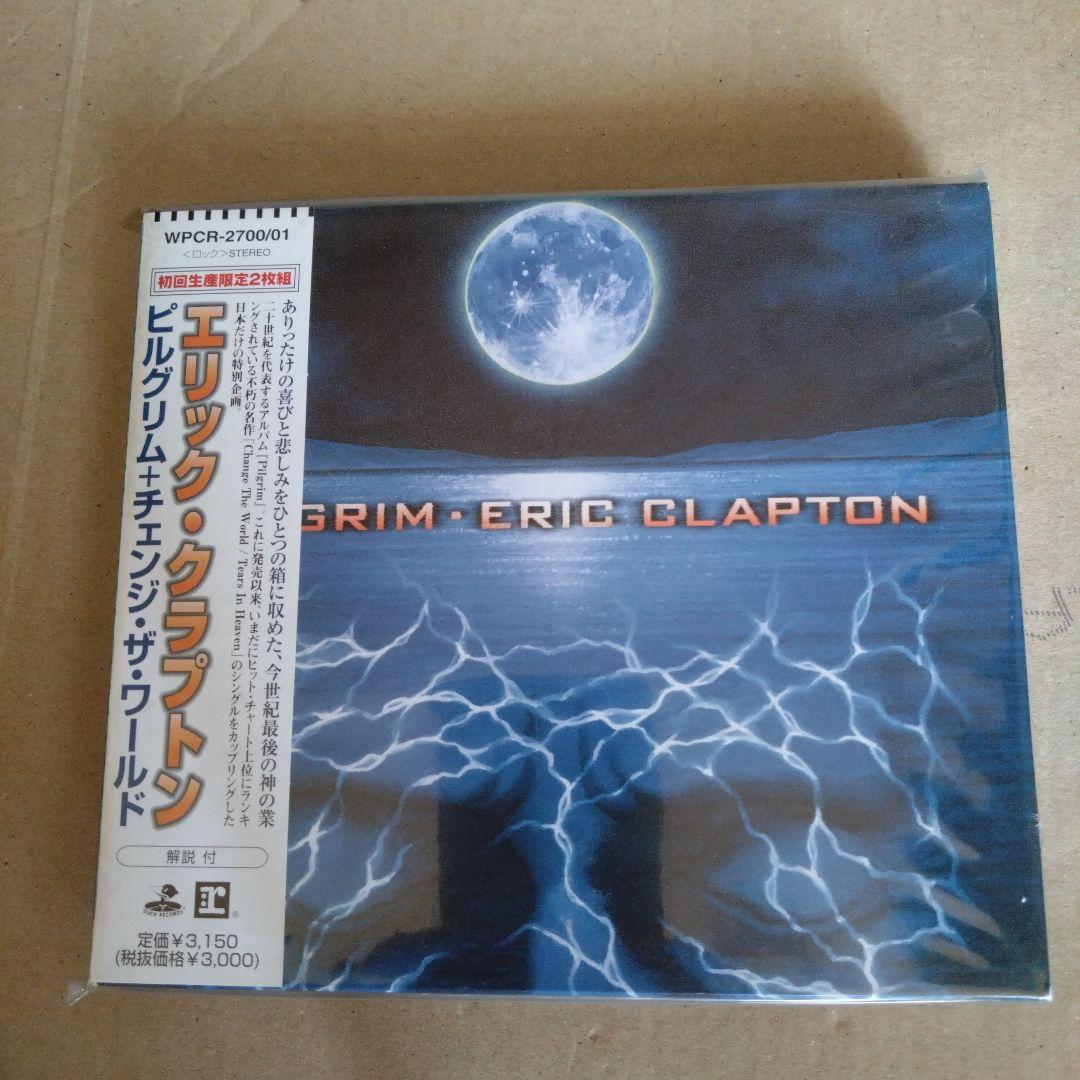 WPCR-2700/01
〈ロック〉STEREO
初回生産限定2枚組
ありったけの喜びと悲しみをひとつの箱に収めた、今世紀最後の神の業
二十世紀を代表するアルバム「Pilgrim」。これに発売以来、いまだにヒット・チャート上位にランキ
ングされている不朽の名作「Change The World / Tears In Heaven」のシングルをカップリングした
日本だけの特別企画。
エリック・クラプトン
ピルグリム+チェンジ・ザ・ワールド
GRIM・ERIC CLAPTON
解説付
DUCK RECORDS
r®
定価¥3,150
(税抜価格¥3,000)